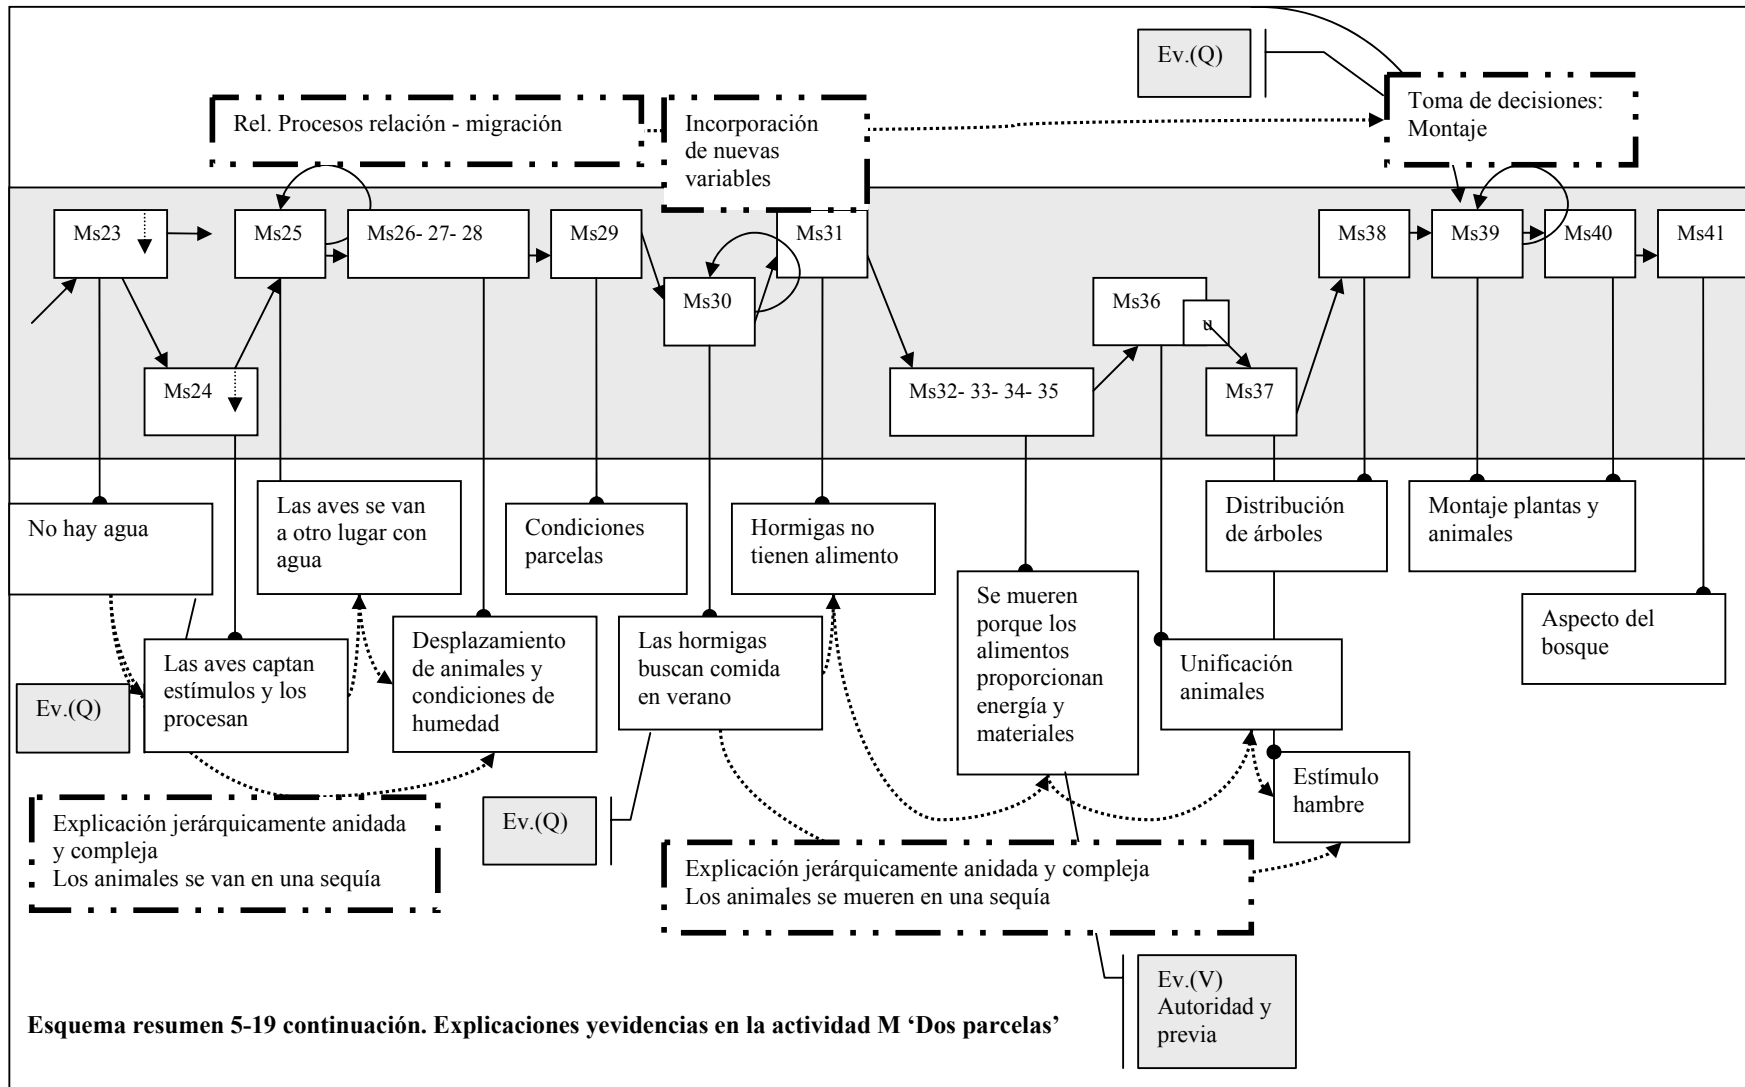 Ev.(Q)
Toma de decisiones:
Montaje
Rel. Procesos relación - migración
Incorporación
de nuevas
variables
Ms23
Ms25
Ms26- 27- 28
Ms29
Ms31
Ms38
Ms39
Ms40
Ms41
Ms30
Ms36
u
Ms24
Ms32- 33- 34- 35
Ms37
No hay agua
Las aves se van
a otro lugar con
agua
Condiciones
parcelas
Hormigas no
tienen alimento
Distribución
de árboles
Montaje plantas y
animales
Se mueren
porque los
alimentos
proporcionan
energía y
materiales
Aspecto del
bosque
Ev.(Q)
Las aves captan
estímulos y los
procesan
Desplazamiento
de animales y
condiciones de
humedad
Las hormigas
buscan comida
en verano
Unificación
animales
Estímulo
hambre
Explicación jerárquicamente anidada
y compleja
Los animales se van en una sequía
Ev.(Q)
Explicación jerárquicamente anidada y compleja
Los animales se mueren en una sequía
Ev.(V)
Autoridad y
previa
Esquema resumen 5-19 continuación. Explicaciones yevidencias en la actividad M ‘Dos parcelas’